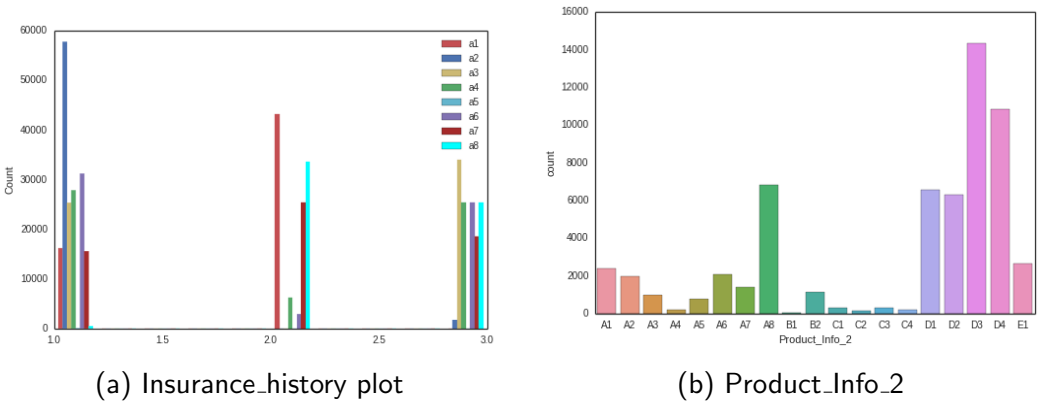 60000
50000
40000
30000
20000
10000
0
Count
1.0 1.5 2.0 2.5 3.0
a1
a2
a3
a4
a5
a6
a7
a8
(a) Insurance_history plot
16000
14000
12000
10000
8000
6000
4000
2000
0
count
A1 A2 A3 A4 A5 A6 A7 A8 B1 B2 C1 C2 C3 C4 D1 D2 D3 D4 E1
Product_Info_2
(b) Product_Info_2